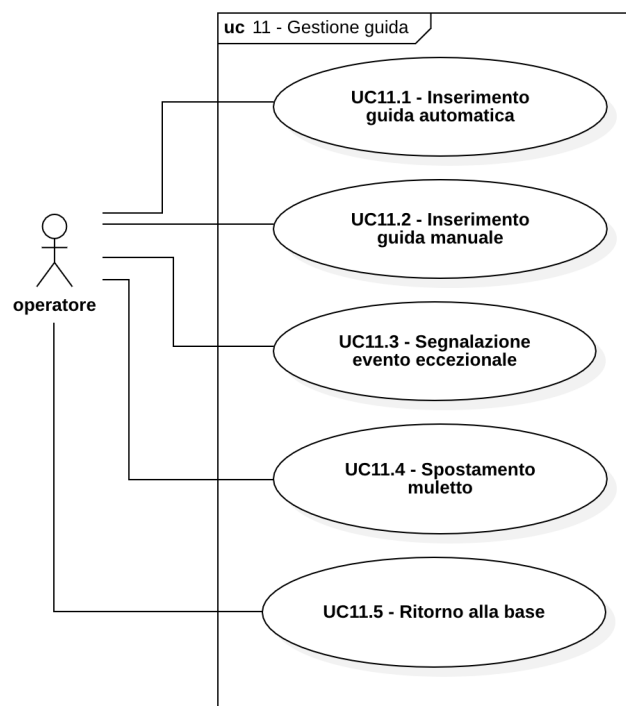 uc 11 - Gestione guida
UC11.1 - Inserimento
guida automatica
UC11.2 - Inserimento
guida manuale
operatore
UC11.3 - Segnalazione
evento eccezionale
UC11.4 - Spostamento
muletto
UC11.5 - Ritorno alla base